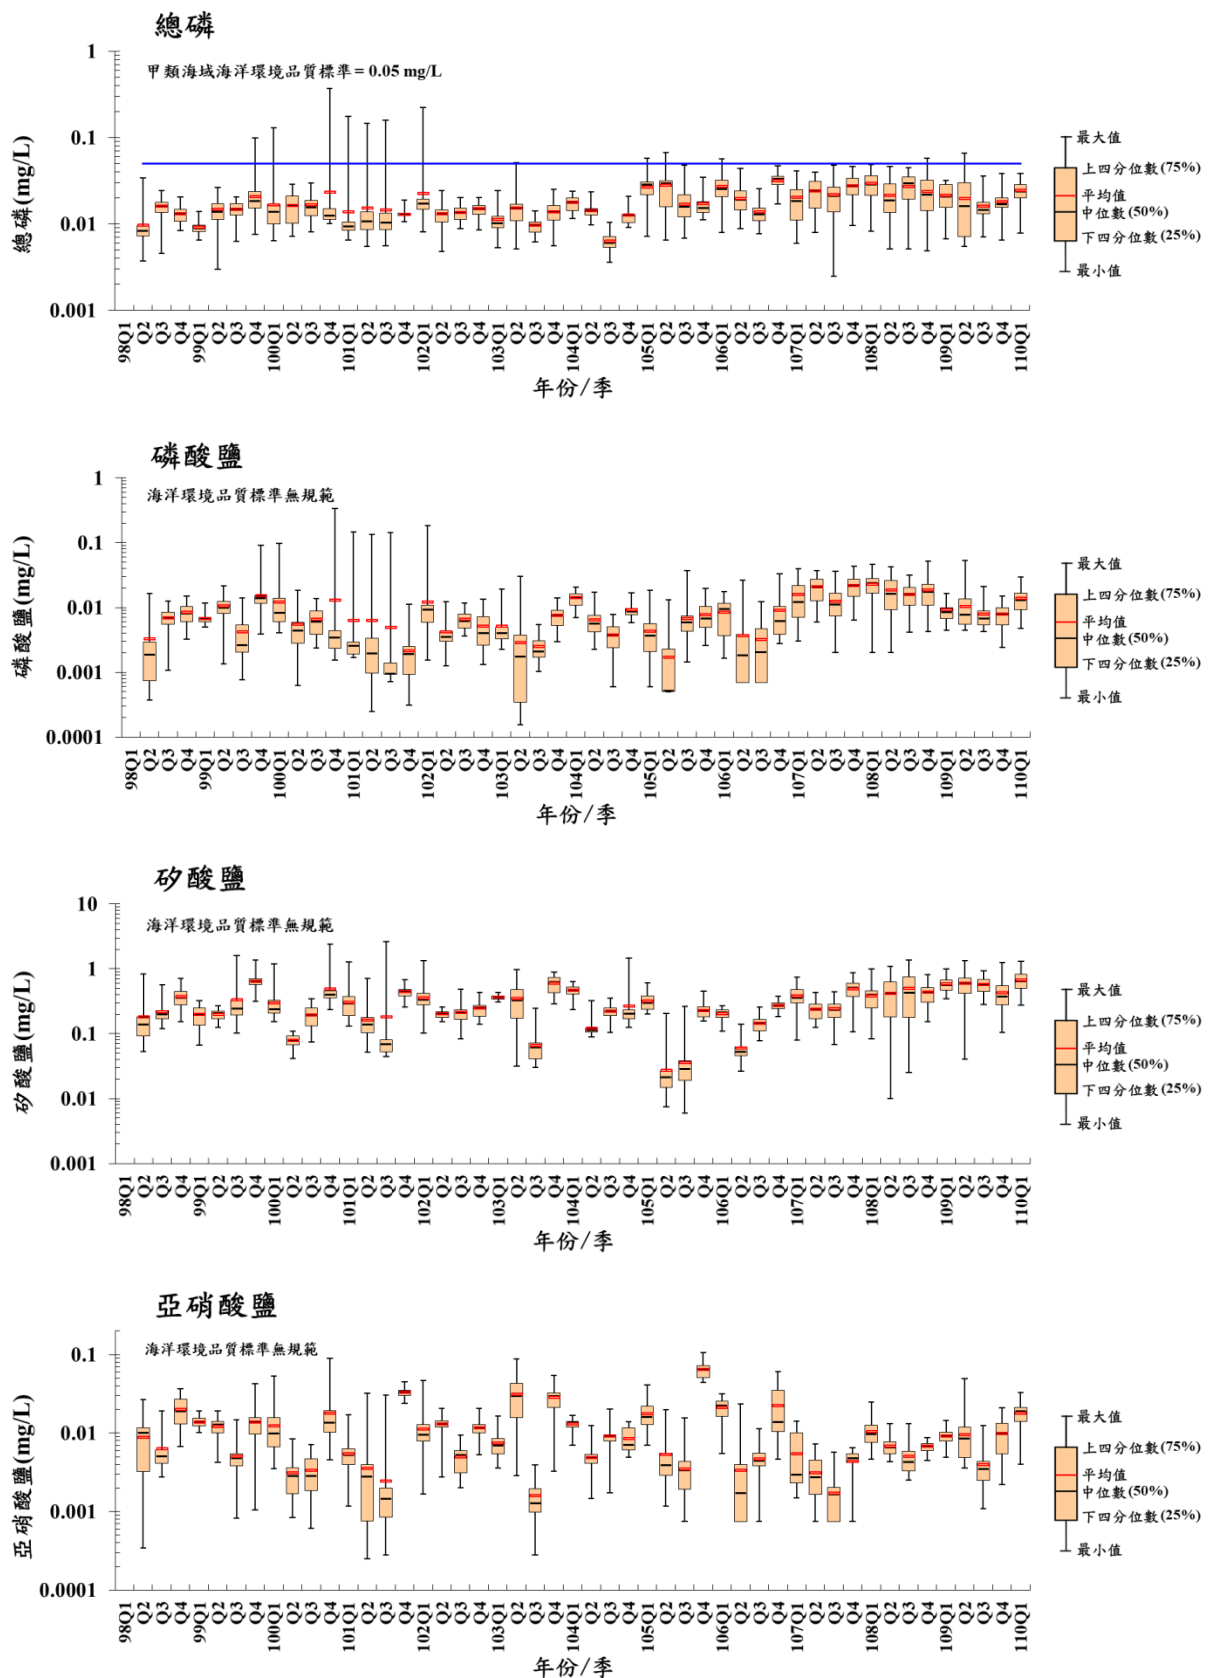 總磷
甲類海域海洋環境品質標準 = 0.05 mg/L
總磷(mg/L)
1
0.1
0.01
0.001
98Q1 Q2 Q3 Q4 99Q1 Q2 Q3 Q4 100Q1 Q2 Q3 Q4 101Q1 Q2 Q3 Q4 102Q1 Q2 Q3 Q4 103Q1 Q2 Q3 Q4 104Q1 Q2 Q3 Q4 105Q1 Q2 Q3 Q4 106Q1 Q2 Q3 Q4 107Q1 Q2 Q3 Q4 108Q1 Q2 Q3 Q4 109Q1 Q2 Q3 Q4 110Q1
年份/季
最大值
上四分位數(75%)
平均值
中位數(50%)
下四分位數(25%)
最小值
磷酸鹽
海洋環境品質標準無規範
磷酸鹽(mg/L)
1
0.1
0.01
0.001
0.0001
98Q1 Q2 Q3 Q4 99Q1 Q2 Q3 Q4 100Q1 Q2 Q3 Q4 101Q1 Q2 Q3 Q4 102Q1 Q2 Q3 Q4 103Q1 Q2 Q3 Q4 104Q1 Q2 Q3 Q4 105Q1 Q2 Q3 Q4 106Q1 Q2 Q3 Q4 107Q1 Q2 Q3 Q4 108Q1 Q2 Q3 Q4 109Q1 Q2 Q3 Q4 110Q1
年份/季
最大值
上四分位數(75%)
平均值
中位數(50%)
下四分位數(25%)
最小值
矽酸鹽
海洋環境品質標準無規範
矽酸鹽(mg/L)
10
1
0.1
0.01
0.001
98Q1 Q2 Q3 Q4 99Q1 Q2 Q3 Q4 100Q1 Q2 Q3 Q4 101Q1 Q2 Q3 Q4 102Q1 Q2 Q3 Q4 103Q1 Q2 Q3 Q4 104Q1 Q2 Q3 Q4 105Q1 Q2 Q3 Q4 106Q1 Q2 Q3 Q4 107Q1 Q2 Q3 Q4 108Q1 Q2 Q3 Q4 109Q1 Q2 Q3 Q4 110Q1
年份/季
最大值
上四分位數(75%)
平均值
中位數(50%)
下四分位數(25%)
最小值
亞硝酸鹽
海洋環境品質標準無規範
亞硝酸鹽(mg/L)
0.1
0.01
0.001
0.0001
98Q1 Q2 Q3 Q4 99Q1 Q2 Q3 Q4 100Q1 Q2 Q3 Q4 101Q1 Q2 Q3 Q4 102Q1 Q2 Q3 Q4 103Q1 Q2 Q3 Q4 104Q1 Q2 Q3 Q4 105Q1 Q2 Q3 Q4 106Q1 Q2 Q3 Q4 107Q1 Q2 Q3 Q4 108Q1 Q2 Q3 Q4 109Q1 Q2 Q3 Q4 110Q1
年份/季
最大值
上四分位數(75%)
平均值
中位數(50%)
下四分位數(25%)
最小值